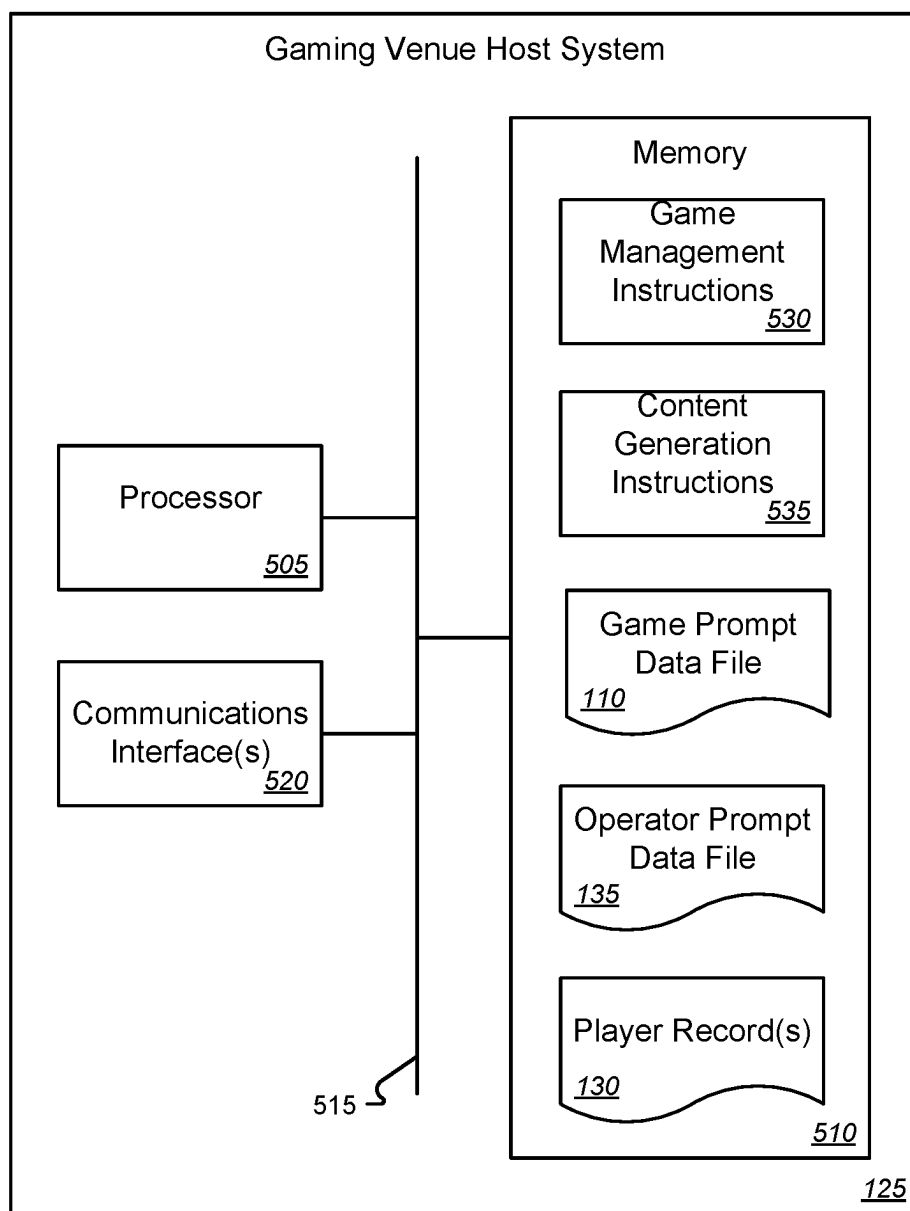 Gaming Venue Host System
Memory
Game
Management
Instructions
530
Content
Generation
Instructions
535
Processor
505
Game Prompt
Data File
110
Communications
Interface(s)
520
Operator Prompt
Data File
135
Player Record(s)
130
515
510
125